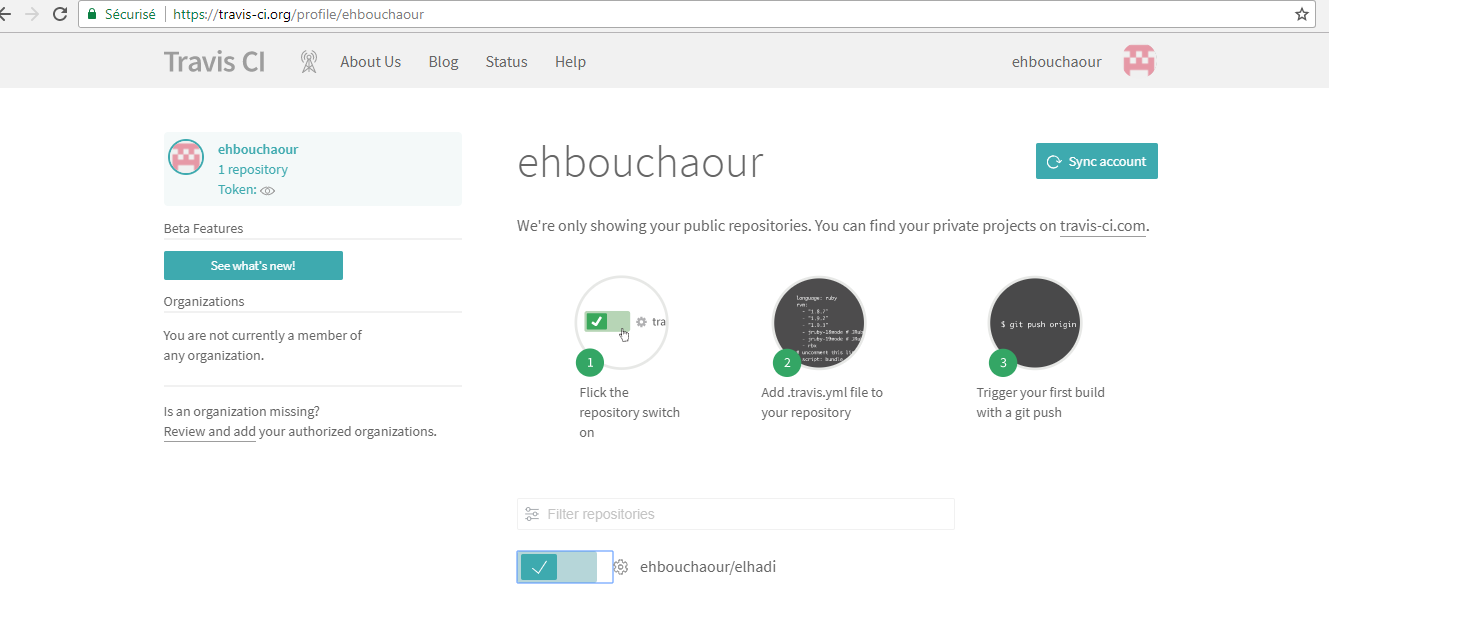 Sécurisé https://travis-ci.org/profile/ehbouchaour
Travis CI About Us Blog Status Help ehbouchaour
ehbouchaour
1 repository
Token:
Beta Features
See what's new!
Organizations
You are not currently a member of
any organization.
Is an organization missing?
Review and add your authorized organizations.
ehbouchaour
Sync account
We're only showing your public repositories. You can find your private projects on travis-ci.com.
tra
1
Flick the
repository switch
on
language: ruby
rvm:
- "1.8.7"
- "1.9.2"
- "1.9.3"
- jruby-18mode # JRu
- jruby-19mode # JRu
- rbx
# uncomment this li
script: bundle
2
Add .travis.yml file to
your repository
$ git push origin
3
Trigger your first build
with a git push
Filter repositories
ehbouchaour/elhadi